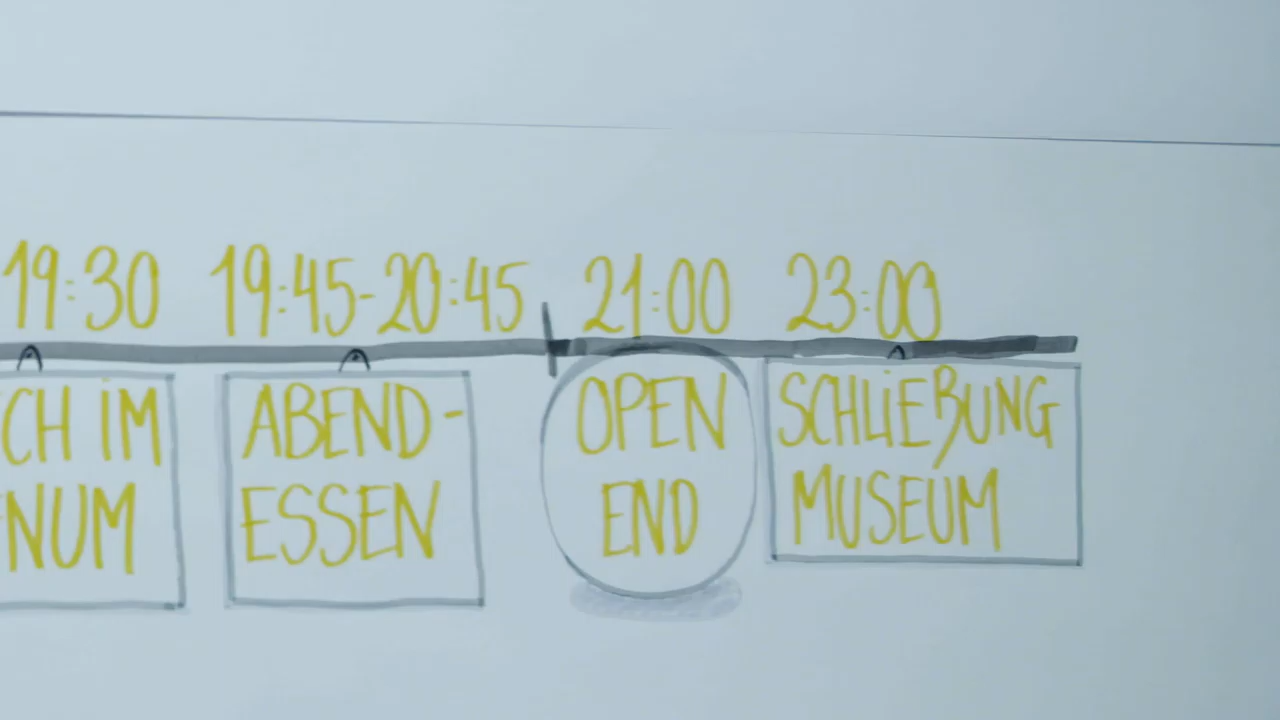 19:30 19:45-20:45 21:00 23:00
CH IM
NUM
ABEND-
ESSEN
OPEN
END
SCHLIEßUNG
MUSEUM